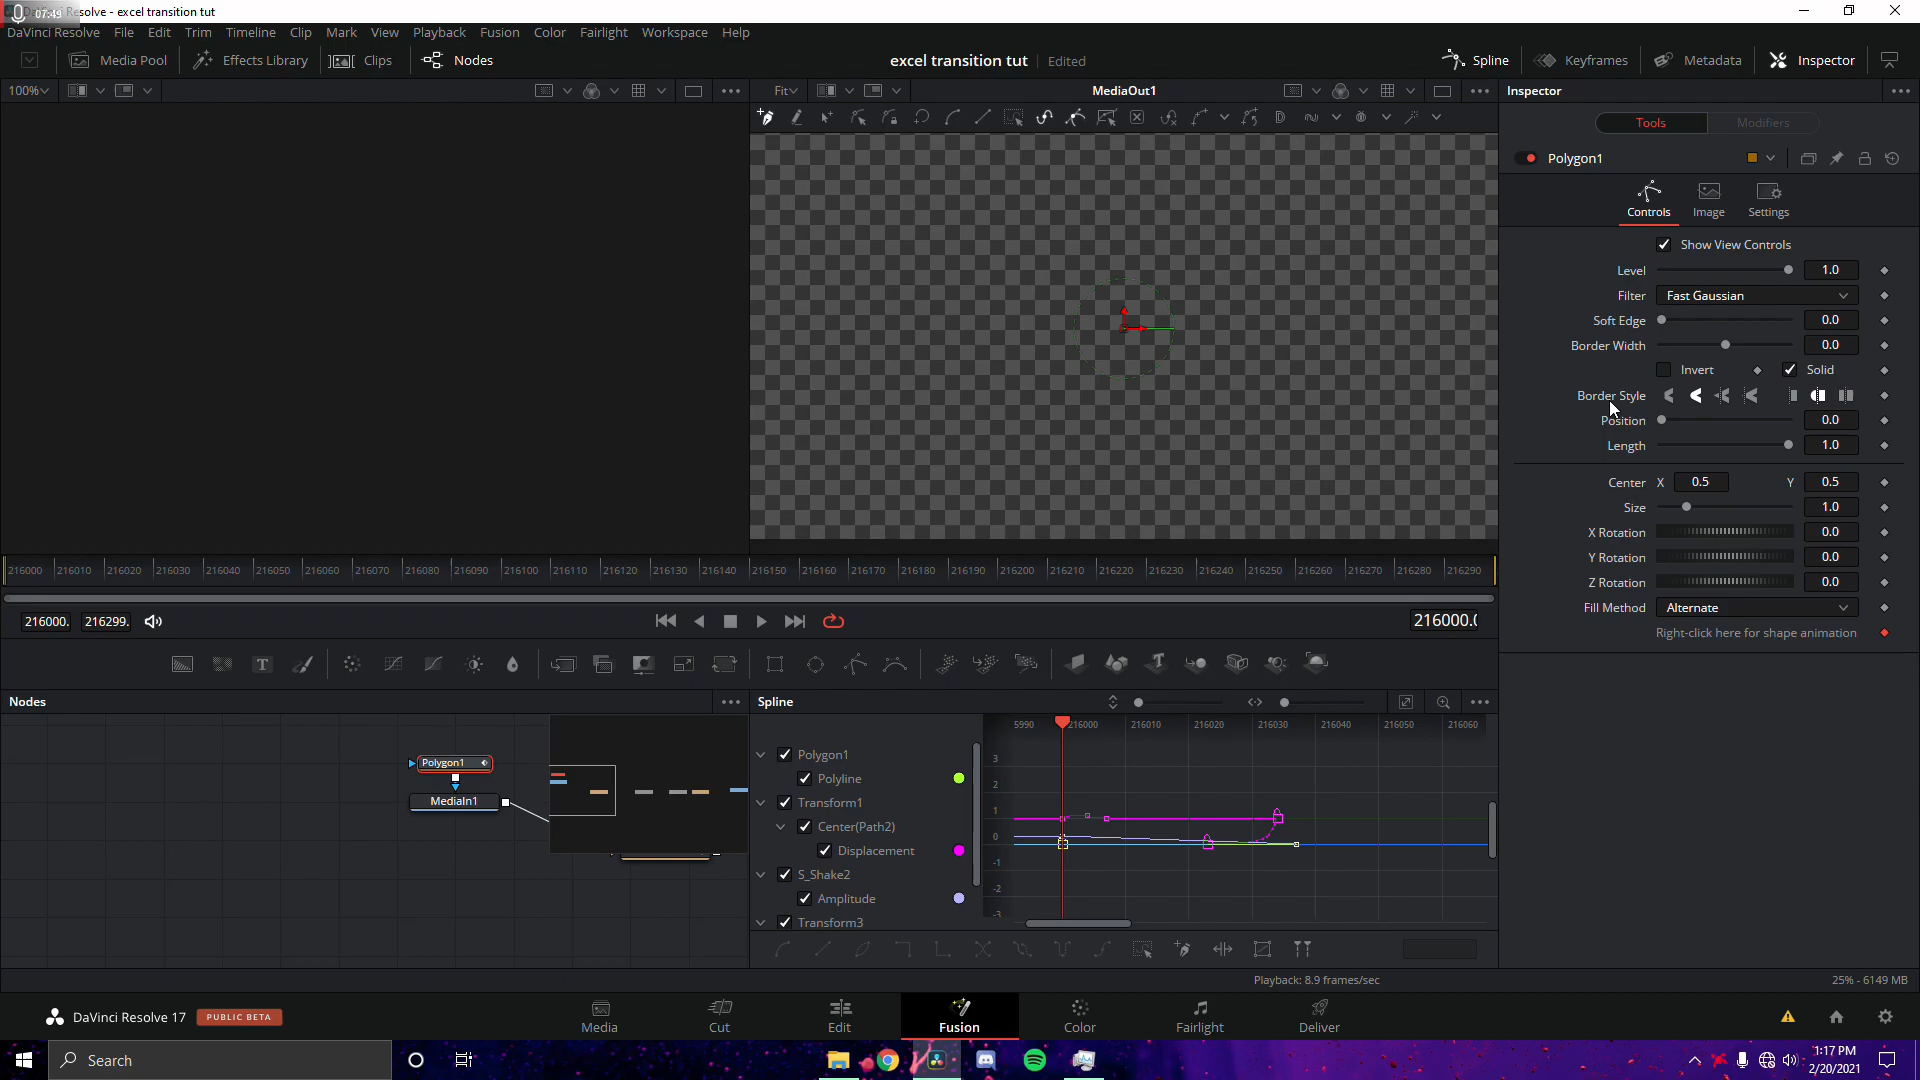 07:49
Resolve - excel transition tut
DaVinci Resolve File Edit Trim Timeline Clip Mark View Playback Fusion Color Fairlight Workspace Help
Media Pool Effects Library Clips Nodes
excel transition tut Edited
Spline Keyframes Metadata Inspector
100% Fit MediaOut1 Inspector
Tools Modifiers
Polygon1
Controls Image Settings
Show View Controls
Level 1.0
Filter Fast Gaussian
Soft Edge 0.0
Border Width 0.0
Invert Solid
Border Style
Position 0.0
Length 1.0
Center X 0.5 Y 0.5
Size 1.0
X Rotation 0.0
Y Rotation 0.0
Z Rotation 0.0
Fill Method Alternate
Right-click here for shape animation
216000 216010 216020 216030 216040 216050 216060 216070 216080 216090 216100 216110 216120 216130 216140 216150 216160 216170 216180 216190 216200 216210 216220 216230 216240 216250 216260 216270 216280 216290
216000. 216299. 216000.0
T
Nodes Spline
Polygon1
MediaIn1
5990 216000 216010 216020 216030 216040 216050 216060
Polygon1
Polyline
Transform1
Center(Path2)
Displacement
S_Shake2
Amplitude
Transform3
3
2
1
0
-1
-2
-3
Playback: 8.9 frames/sec 25% - 6149 MB
DaVinci Resolve 17 PUBLIC BETA
Media Cut Edit Fusion Color Fairlight Deliver
Search
1:17 PM
2/20/2021